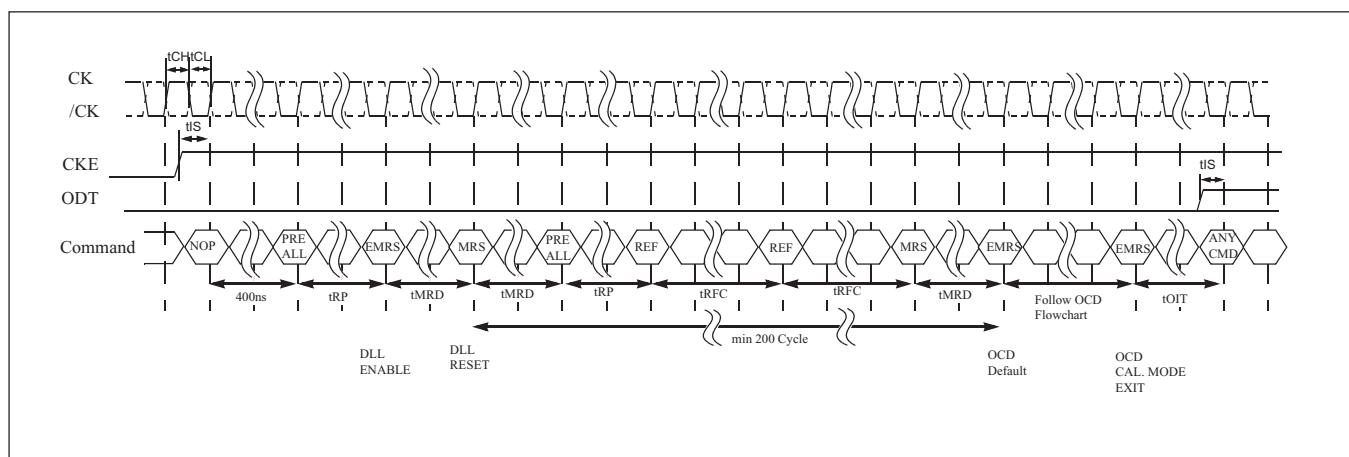 tCH tCL
CK
/CK
tIS
CKE
tIS
ODT
Command
NOP
PRE ALL
EMRS
MRS
PRE ALL
REF
REF
MRS
EMRS
EMRS
ANY CMD
400ns
tRP
tMRD
tMRD
tRP
tRFC
tRFC
tMRD
Follow OCD
Flowchart
tOIT
min 200 Cycle
DLL
ENABLE
DLL
RESET
OCD
Default
OCD
CAL. MODE
EXIT